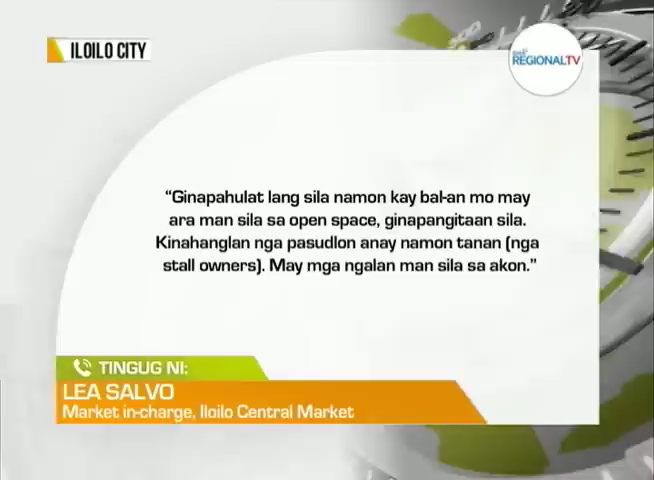 ILOILO CITY
REGIONALTV
“Ginapahulat lang sila namon kay bal-an mo may
ara man sila sa open space, ginapangitaan sila.
Kinahanglan nga pasudlon anay namon tanan (nga
stall owners). May mga ngalan man sila sa akon.”
TINGUG NI:
LEA SALVO
Market in-charge, Iloilo Central Market